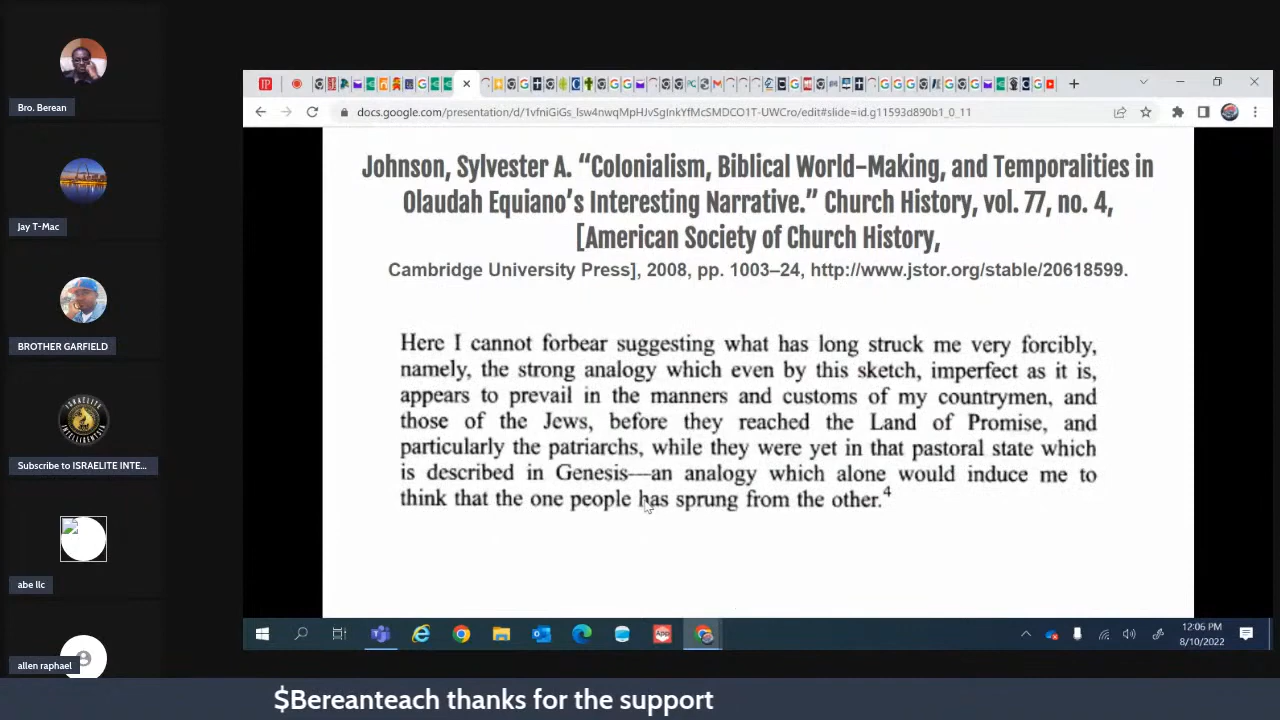 Bro. Berean
Jay T-Mac
BROTHER GARFIELD
ISRAELITE
INTELLIGENTSIA
Subscribe to ISRAELITE INTE...
abe llc
allen raphael
docs.google.com/presentation/d/1vfniGiGs_lsw4nwqMpHJvSgInkYfMcSMDCO1T-UWCro/edit#slide=id.g11593d890b1_0_11
Johnson, Sylvester A. “Colonialism, Biblical World-Making, and Temporalities in
Olaudah Equiano’s Interesting Narrative.” Church History, vol. 77, no. 4,
[American Society of Church History,
Cambridge University Press], 2008, pp. 1003–24, http://www.jstor.org/stable/20618599.
Here I cannot forbear suggesting what has long struck me very forcibly,
namely, the strong analogy which even by this sketch, imperfect as it is,
appears to prevail in the manners and customs of my countrymen, and
those of the Jews, before they reached the Land of Promise, and
particularly the patriarchs, while they were yet in that pastoral state which
is described in Genesis—an analogy which alone would induce me to
think that the one people has sprung from the other.4
App
12:06 PM
8/10/2022
$Bereanteach thanks for the support